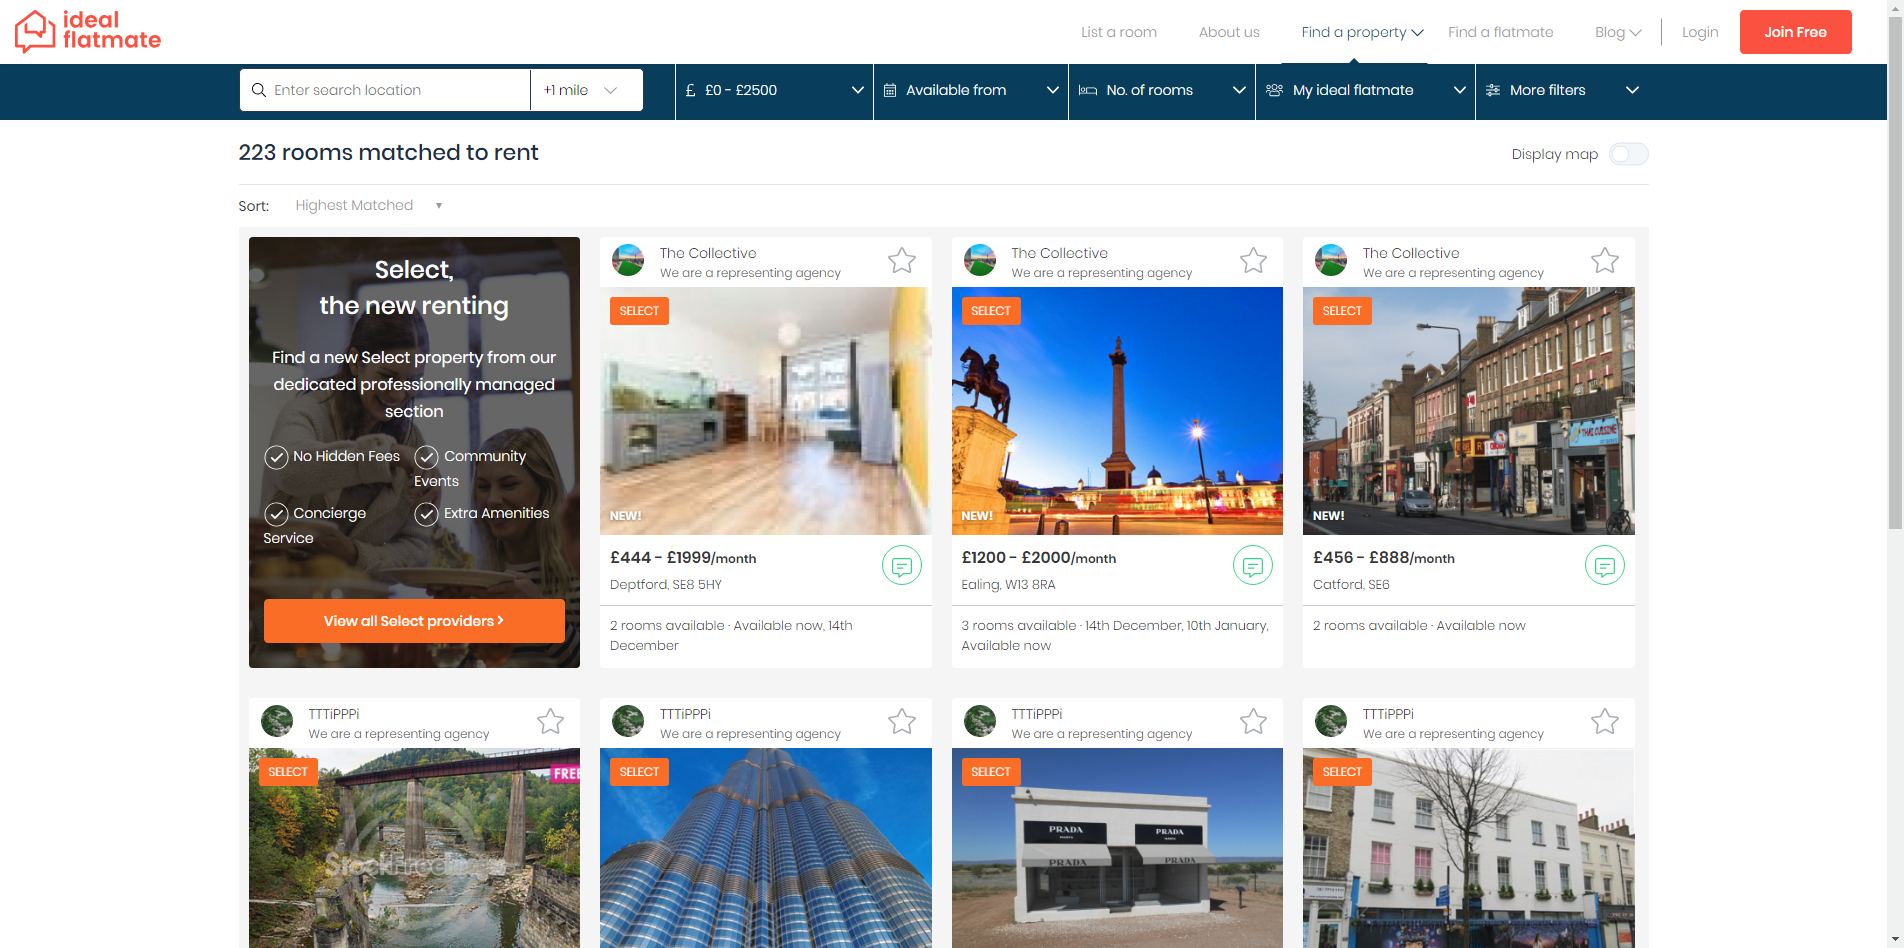 ideal
flatmate
List a room
About us
Find a property
Find a flatmate
Blog
Login
Join Free
Enter search location
+1 mile
£ £0 - £2500
Available from
No. of rooms
My ideal flatmate
More filters
223 rooms matched to rent
Display map
Sort: Highest Matched
Select,
the new renting
Find a new Select property from our
dedicated professionally managed
section
No Hidden Fees
Community
Events
Concierge
Service
Extra Amenities
View all Select providers
The Collective
We are a representing agency
SELECT
NEW!
£444 - £1999/month
Deptford, SE8 5HY
2 rooms available · Available now, 14th
December
The Collective
We are a representing agency
SELECT
NEW!
£1200 - £2000/month
Ealing, W13 8RA
3 rooms available · 14th December, 10th January,
Available now
The Collective
We are a representing agency
SELECT
THAI CUISINE
NEW!
£456 - £888/month
Catford, SE6
2 rooms available · Available now
TTTiPPPi
We are a representing agency
SELECT
FREE
TTTiPPPi
We are a representing agency
SELECT
TTTiPPPi
We are a representing agency
SELECT
PRADA
PRADA
PRADA
PRADA
TTTiPPPi
We are a representing agency
SELECT